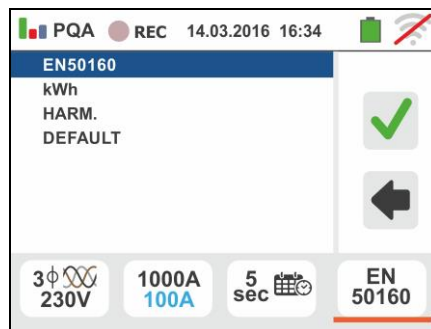 PQA REC 14.03.2016 16:34
EN50160
kWh
HARM.
DEFAULT
3ϕ 230V
1000A 100A
5 sec
EN 50160